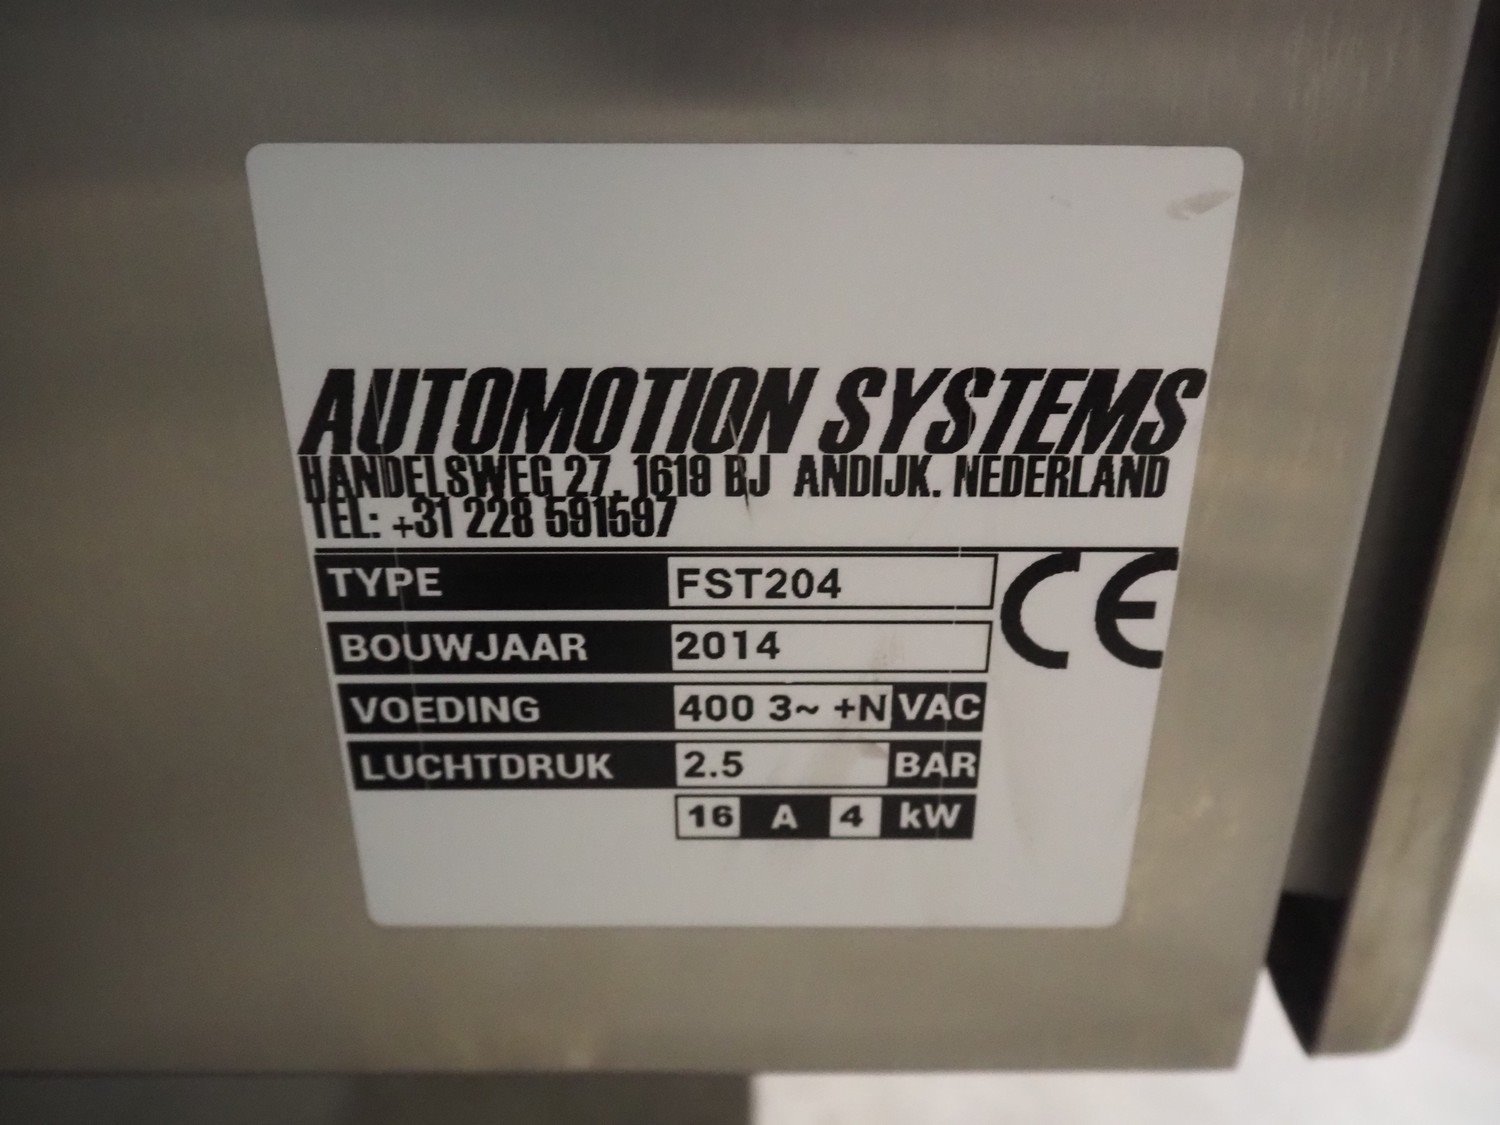 AUTOMOTION SYSTEMS
HANDELSWEG 27, 1619 BJ ANDIJK. NEDERLAND
TEL: +31 228 591597
TYPE FST204 CE
BOUWJAAR 2014
VOEDING 400 3~ +N VAC
LUCHTDRUK 2.5 BAR
16 A 4 kW